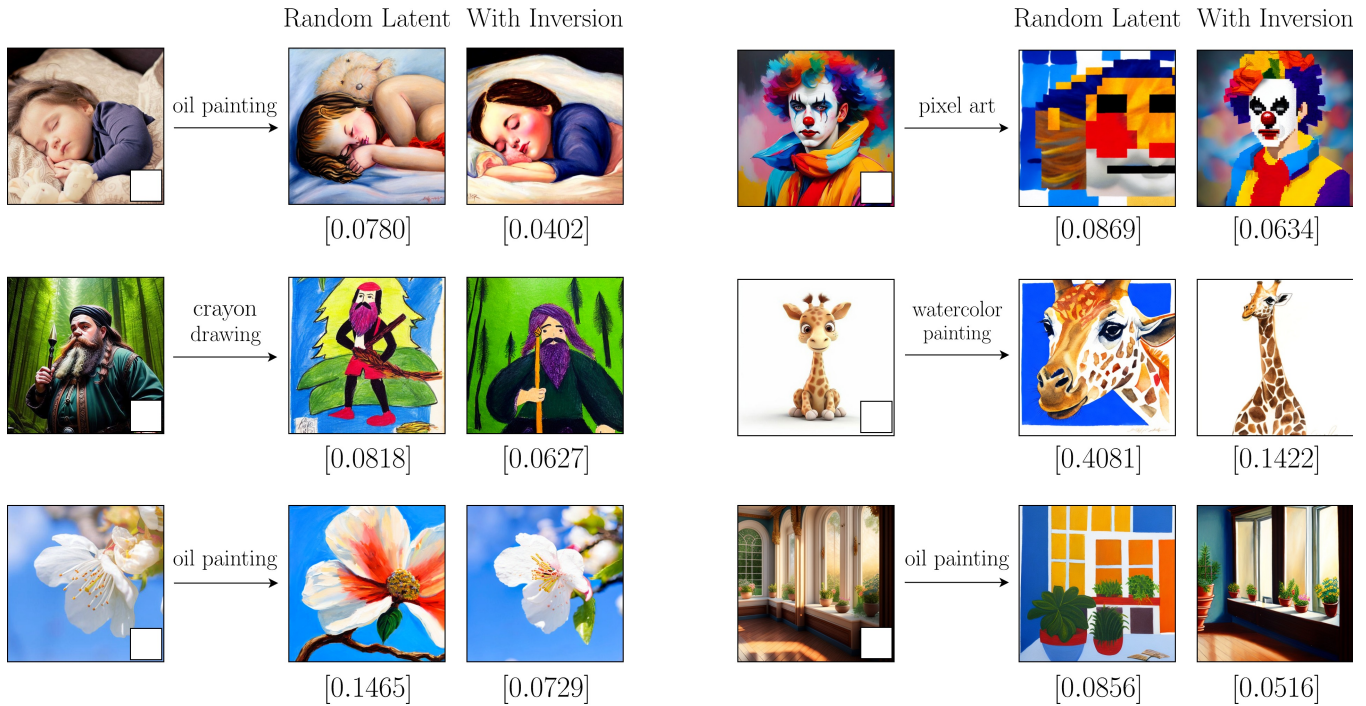 Random Latent With Inversion
Random Latent With Inversion
oil painting
pixel art
[0.0780] [0.0402]
[0.0869] [0.0634]
crayon
drawing
watercolor
painting
[0.0818] [0.0627]
[0.4081] [0.1422]
oil painting
oil painting
[0.1465] [0.0729]
[0.0856] [0.0516]